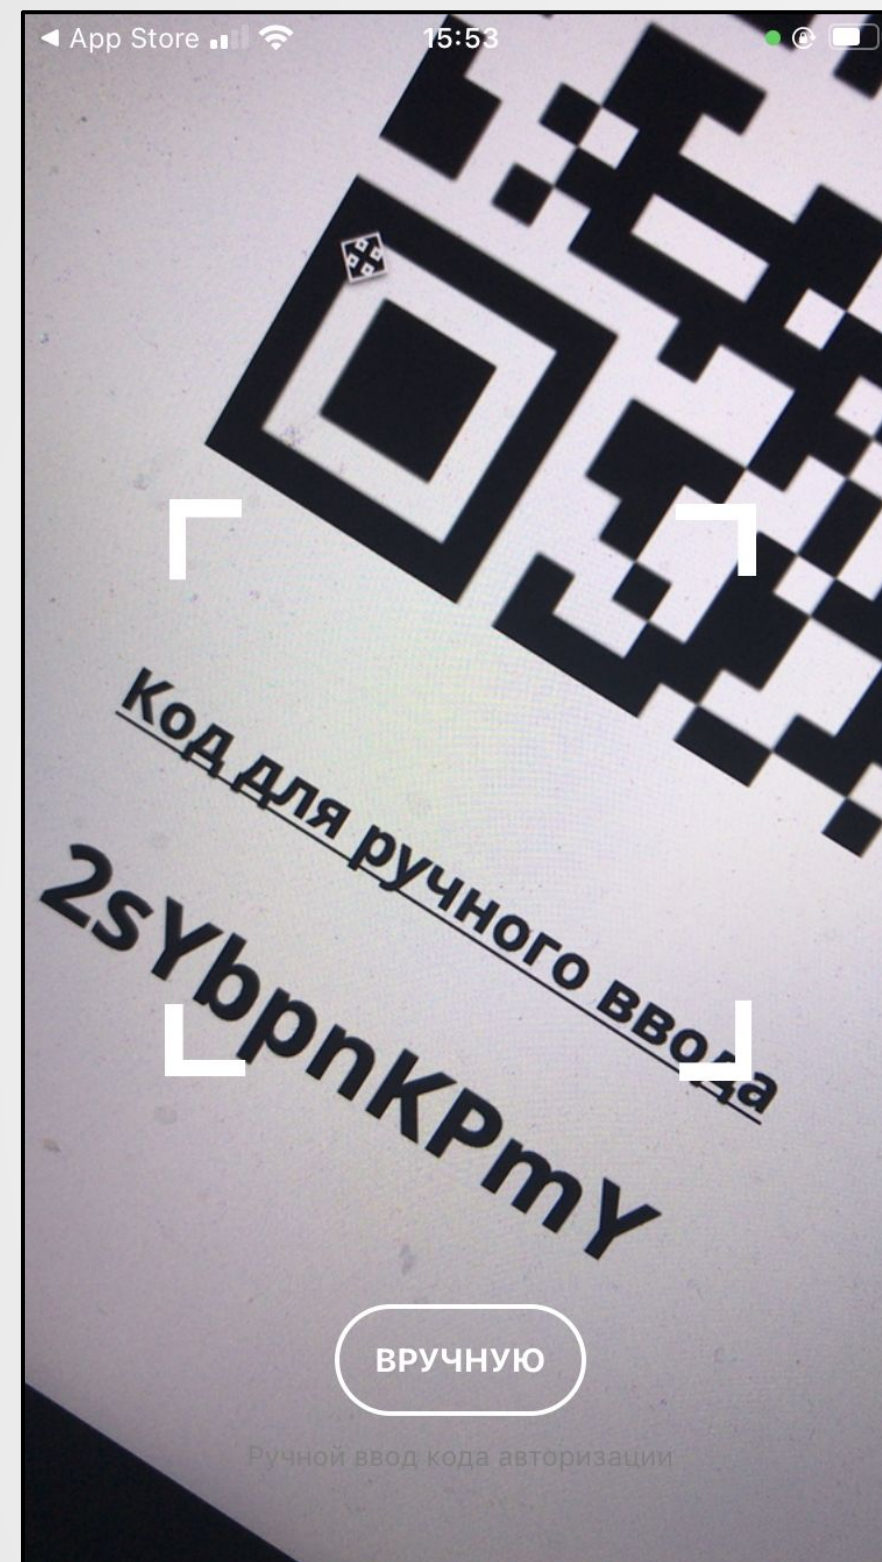 App Store
15:53
Код для ручного ввода
2sYbpnKPmY
ВРУЧНУЮ
Ручной ввод кода авторизации